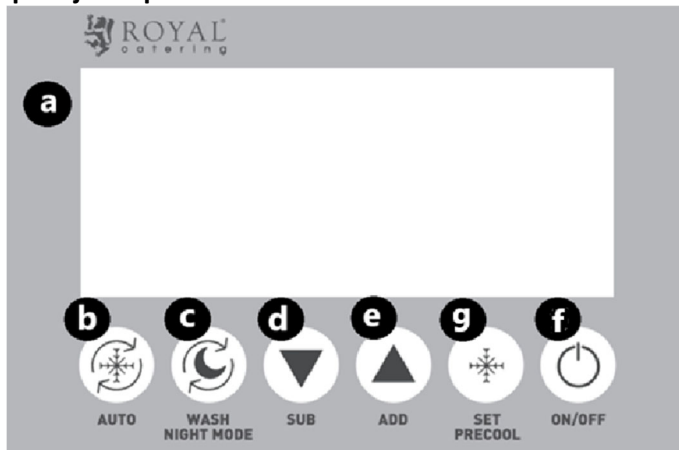 ROYAL
catering
a
b
c
d
e
g
f
AUTO
WASH
NIGHT MODE
SUB
ADD
SET
PRECOOL
ON/OFF